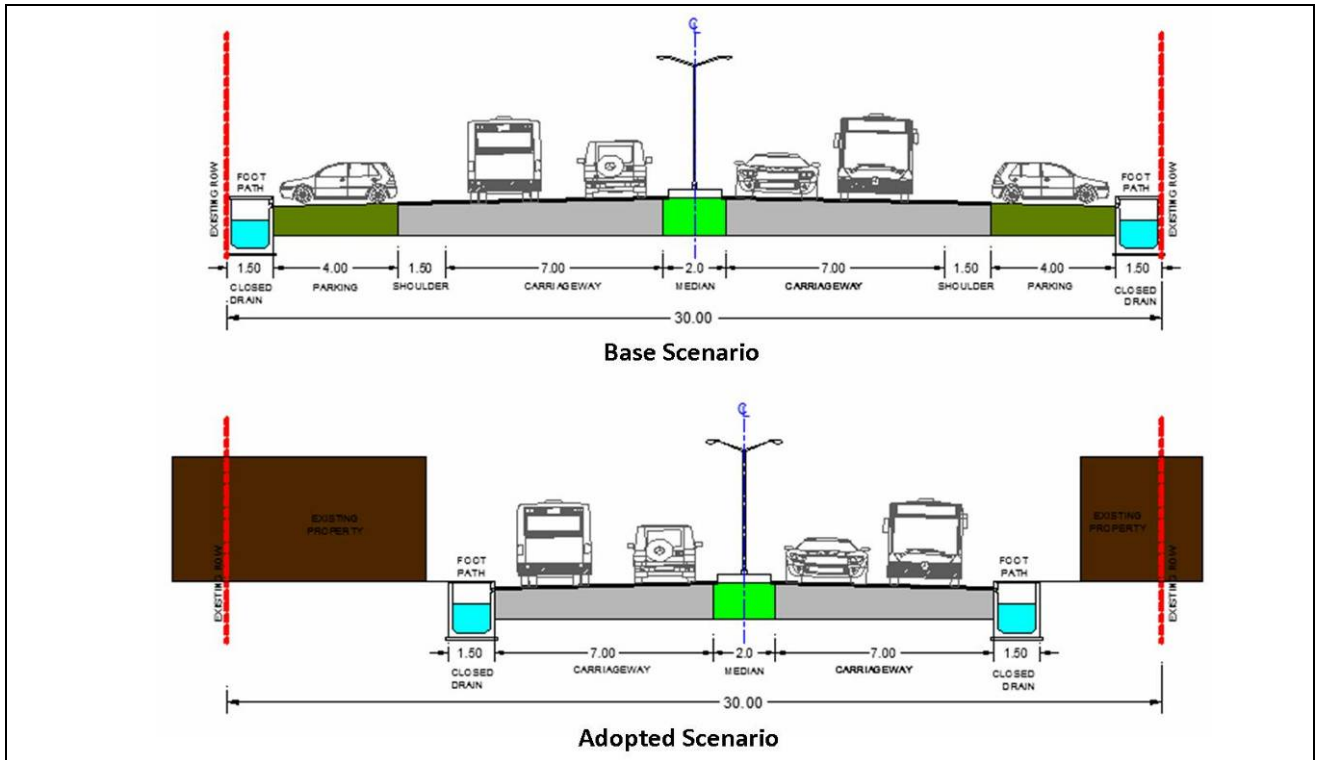 ℄
FOOT
PATH
FOOT
PATH
EXISTING ROW
EXISTING ROW
1.50 4.00 1.50 7.00 2.0 7.00 1.50 4.00 1.50
CLOSED
DRAIN
PARKING
SHOULDER
CARRIAGEWAY
MEDIAN
CARRIAGEWAY
SHOULDER
PARKING
CLOSED
DRAIN
30.00
Base Scenario
℄
EXISTING
PROPERTY
EXISTING
PROPERTY
EXISTING ROW
EXISTING ROW
FOOT
PATH
FOOT
PATH
1.50 7.00 2.0 7.00 1.50
CLOSED
DRAIN
CARRIAGEWAY
MEDIAN
CARRIAGEWAY
CLOSED
DRAIN
30.00
Adopted Scenario